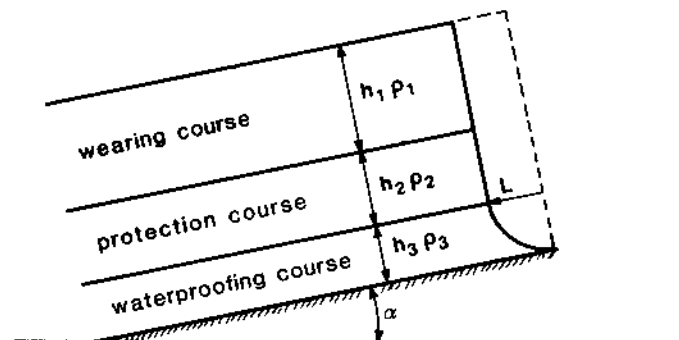 h₁ ρ₁
wearing course
h₂ ρ₂
L
protection course
h₃ ρ₃
waterproofing course
α